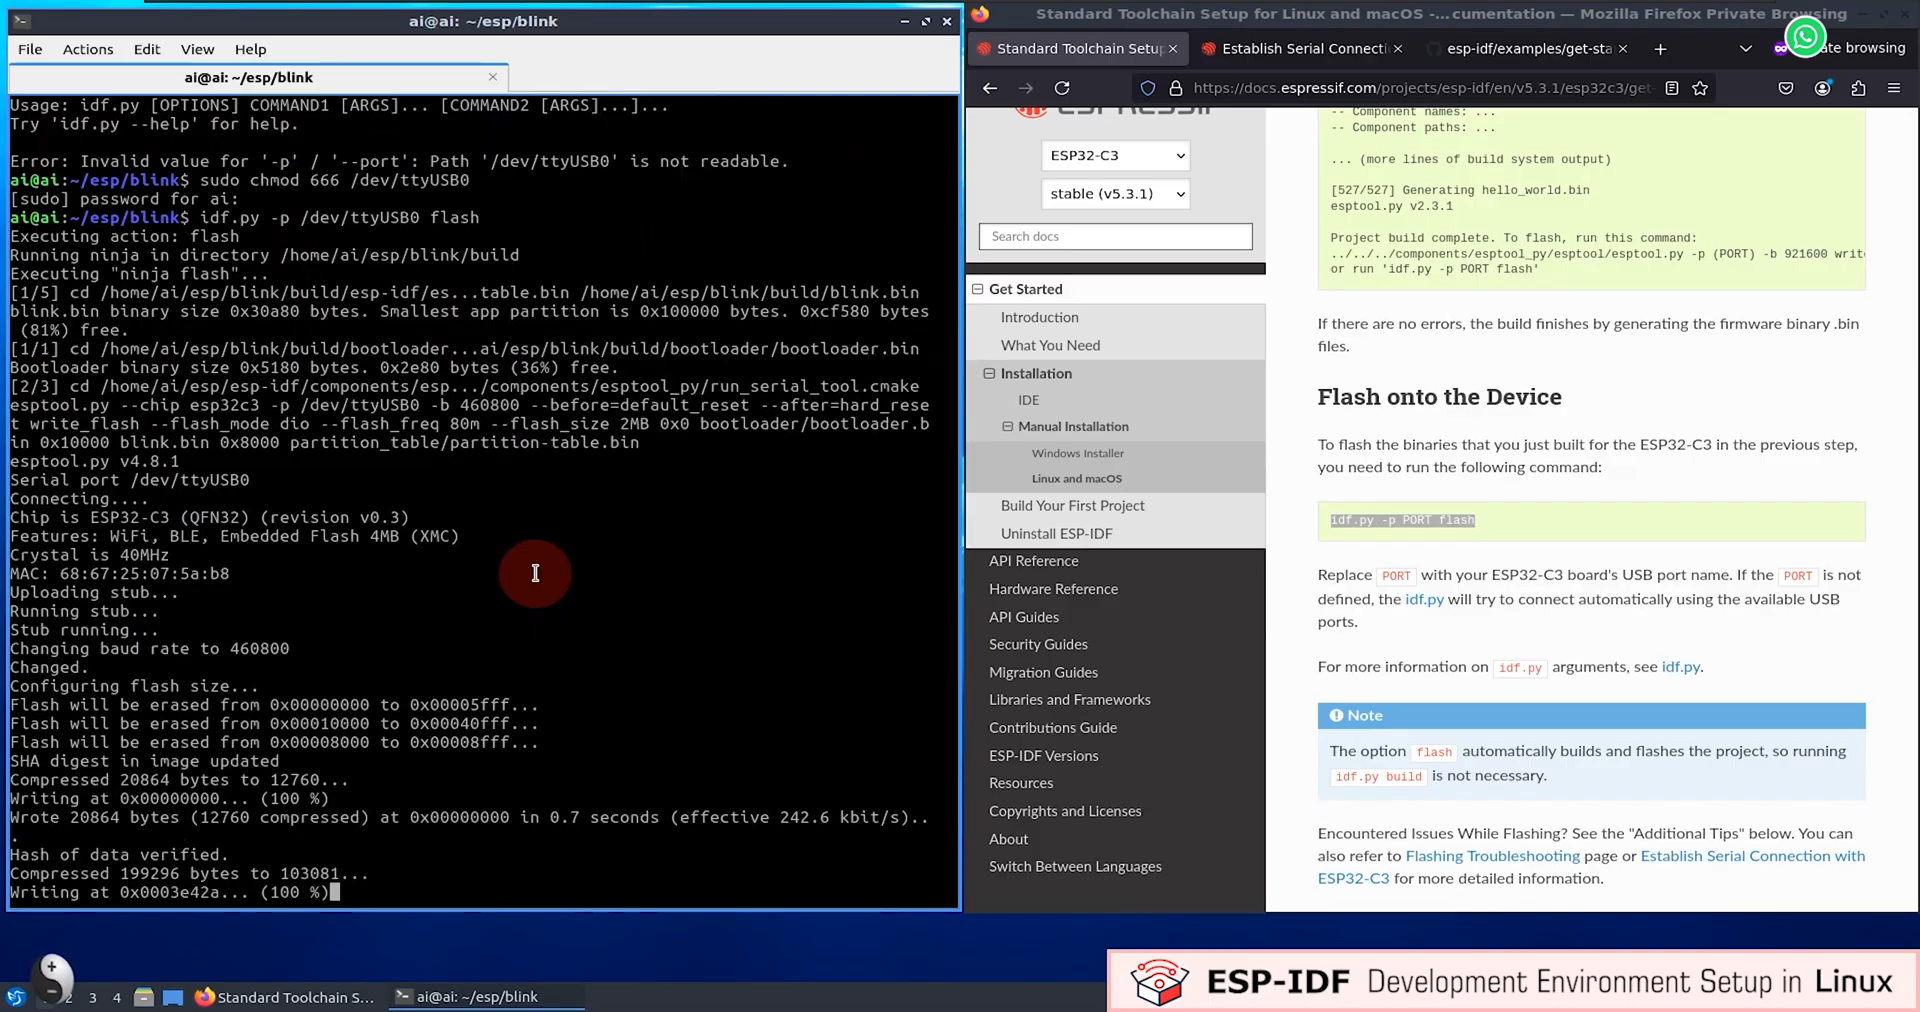 ai@ai: ~/esp/blink
File Actions Edit View Help
ai@ai: ~/esp/blink
Usage: idf.py [OPTIONS] COMMAND1 [ARGS]... [COMMAND2 [ARGS]...]...
Try 'idf.py --help' for help.
Error: Invalid value for '-p' / '--port': Path '/dev/ttyUSB0' is not readable.
ai@ai:~/esp/blink$ sudo chmod 666 /dev/ttyUSB0
[sudo] password for ai:
ai@ai:~/esp/blink$ idf.py -p /dev/ttyUSB0 flash
Executing action: flash
Running ninja in directory /home/ai/esp/blink/build
Executing "ninja flash"...
[1/5] cd /home/ai/esp/blink/build/esp-idf/es...table.bin /home/ai/esp/blink/build/blink.bin
blink.bin binary size 0x30a80 bytes. Smallest app partition is 0x100000 bytes. 0xcf580 bytes
(81%) free.
[1/1] cd /home/ai/esp/blink/build/bootloader...ai/esp/blink/build/bootloader/bootloader.bin
Bootloader binary size 0x5180 bytes. 0x2e80 bytes (36%) free.
[2/3] cd /home/ai/esp/esp-idf/components/esp.../components/esptool_py/run_serial_tool.cmake
esptool.py --chip esp32c3 -p /dev/ttyUSB0 -b 460800 --before=default_reset --after=hard_rese
t write_flash --flash_mode dio --flash_freq 80m --flash_size 2MB 0x0 bootloader/bootloader.b
in 0x10000 blink.bin 0x8000 partition_table/partition-table.bin
esptool.py v4.8.1
Serial port /dev/ttyUSB0
Connecting....
Chip is ESP32-C3 (QFN32) (revision v0.3)
Features: WiFi, BLE, Embedded Flash 4MB (XMC)
Crystal is 40MHz
MAC: 68:67:25:07:5a:b8
Uploading stub...
Running stub...
Stub running...
Changing baud rate to 460800
Changed.
Configuring flash size...
Flash will be erased from 0x00000000 to 0x00005fff...
Flash will be erased from 0x00010000 to 0x00040fff...
Flash will be erased from 0x00008000 to 0x00008fff...
SHA digest in image updated
Compressed 20864 bytes to 12760...
Writing at 0x00000000... (100 %)
Wrote 20864 bytes (12760 compressed) at 0x00000000 in 0.7 seconds (effective 242.6 kbit/s)..
.
Hash of data verified.
Compressed 199296 bytes to 103081...
Writing at 0x0003e42a... (100 %)
Standard Toolchain Setup for Linux and macOS -...cumentation — Mozilla Firefox Private Browsing
Standard Toolchain Setup
Establish Serial Connecti
esp-idf/examples/get-sta
ate browsing
https://docs.espressif.com/projects/esp-idf/en/v5.3.1/esp32c3/get-
ESPRESSIF
ESP32-C3
stable (v5.3.1)
Search docs
Get Started
Introduction
What You Need
Installation
IDE
Manual Installation
Windows Installer
Linux and macOS
Build Your First Project
Uninstall ESP-IDF
API Reference
Hardware Reference
API Guides
Security Guides
Migration Guides
Libraries and Frameworks
Contributions Guide
ESP-IDF Versions
Resources
Copyrights and Licenses
About
Switch Between Languages
-- Component names: ...
-- Component paths: ...
... (more lines of build system output)
[527/527] Generating hello_world.bin
esptool.py v2.3.1
Project build complete. To flash, run this command:
../../../components/esptool_py/esptool/esptool.py -p (PORT) -b 921600 write
or run 'idf.py -p PORT flash'
If there are no errors, the build finishes by generating the firmware binary .bin
files.
Flash onto the Device
To flash the binaries that you just built for the ESP32-C3 in the previous step,
you need to run the following command:
idf.py -p PORT flash
Replace PORT with your ESP32-C3 board's USB port name. If the PORT is not
defined, the idf.py will try to connect automatically using the available USB
ports.
For more information on idf.py arguments, see idf.py.
Note
The option flash automatically builds and flashes the project, so running
idf.py build is not necessary.
Encountered Issues While Flashing? See the "Additional Tips" below. You can
also refer to Flashing Troubleshooting page or Establish Serial Connection with
ESP32-C3 for more detailed information.
2 3 4
Standard Toolchain S...
ai@ai: ~/esp/blink
ESP-IDF Development Environment Setup in Linux